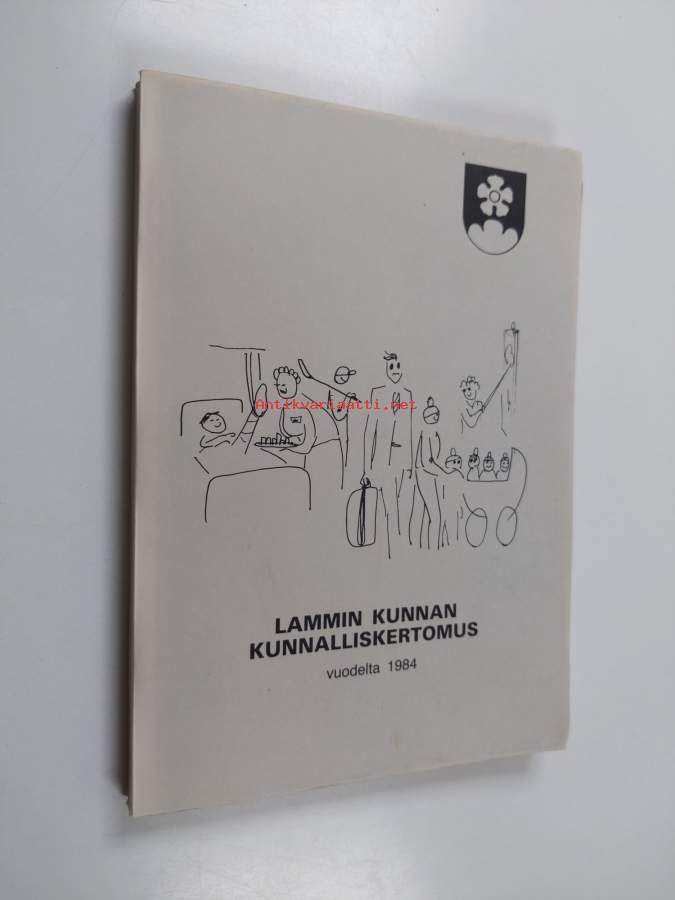 Antikvariaatti.net
LAMMIN KUNNAN
KUNNALLISKERTOMUS
vuodelta 1984